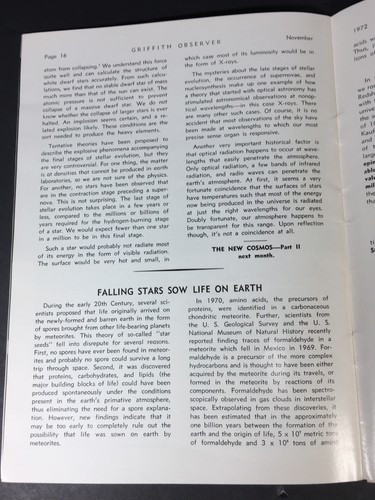 Page 16
GRIFFITH OBSERVER
November
atom from collapsing.' We understand this force
quite well and can calculate the structure of
white dwarf stars accurately. From such calcu-
lations, we find that no stable dwarf star of mass
much more than that of the sun can exist. The
atomic pressure is not sufficient to prevent
collapse of a massive dwarf star. We do not
know whether the collapse of larger stars is ever
halted. An implosion seems certain, and a re-
lated explosion likely. These conditions are the
sort needed to produce the heavy elements.
Tentative theories have been proposed to
describe the explosive phenomena accompanying
the final stages of stellar evolution, but they
are very controversial. For one thing, the matter
is at densities that cannot be produced in earth
laboratories, so we are not sure of the physics.
For another, no stars have been observed that
are in the contraction stage preceding a super-
nova. This is not surprising. The last stage of
stellar evolution takes place in a few years or
less, compared to the millions or billions of
years required for the hydrogen-burning stage
of a star. We would expect fewer than one star
in a million to be in this final stage.
Such a star would probably not radiate most
of its energy in the form of visible radiation.
The surface would be very hot and small, in
which case most of its luminosity would be in
the form of X-rays.
The mysteries about the late stages of stellar
evolution, the occurrence of supernovae, and
nucleosynthesis make up one example of how
a theory that started with optical astronomy has
stimulated astronomical observations at nonop-
tical wavelengths—in this case X-rays. There
are many other such cases. Of course, it is no
accident that most observations of the sky have
been made at wavelengths to which our most
precise sense organ is responsive.
Another very important historical factor is
that optical radiation happens to occur at wave-
lengths that easily penetrate the atmosphere.
Only optical radiation, a few bands of infrared
radiation, and radio waves can penetrate the
earth's atmosphere. At first, it seems a very
fortunate coincidence that the surfaces of stars
have temperatures such that most of the energy
now being produced in the universe is radiated
at just the right wavelengths for our eyes.
Doubly fortunate, our atmosphere happens to
be transparent for this range. Upon reflection
though, it's not a coincidence at all.
THE NEW COSMOS—Part II
next month.
FALLING STARS SOW LIFE ON EARTH
During the early 20th Century, several sci-
entists proposed that life originally arrived on
the newly-formed and barren earth in the form
of spores brought from other life-bearing planets
by meteorites. This theory of so-called "star
seeds" fell into disrepute for several reasons.
First, no spores have ever been found in meteor-
ites and probably no spore could survive a long
trip through space. Second, it was discovered
that proteins, carbohydrates, and lipids (the
major building blocks of life) could have been
produced spontaneously under the conditions
present in the earth's primative atmosphere,
thus eliminating the need for a spore explana-
tion. However, new findings indicate that it
may be too early to completely rule out the
possibility that life was sown on earth by
meteorites.
In 1970, amino acids, the precursors of
proteins, were identified in a carbonaceous
chondritic meteorite. Further, scientists from
the U. S. Geological Survey and the U. S.
National Museum of Natural History recently
reported finding traces of formaldehyde in a
meteorite which fell in Mexico in 1969. For-
maldehyde is a precursor of the more complex
hydrocarbons and is thought to have been either
acquired by the meteorite during its travels, or
formed in the meteorite by reactions of its
components. Formaldehyde has been spectro-
scopically observed in gas clouds in interstellar
space. Extrapolating from these discoveries, it
has been estimated that in the approximately
one billion years between the formation of the
earth and the origin of life, 5 x 10⁷ metric tons
of formaldehyde and 3 x 10⁶ tons of amino
1972